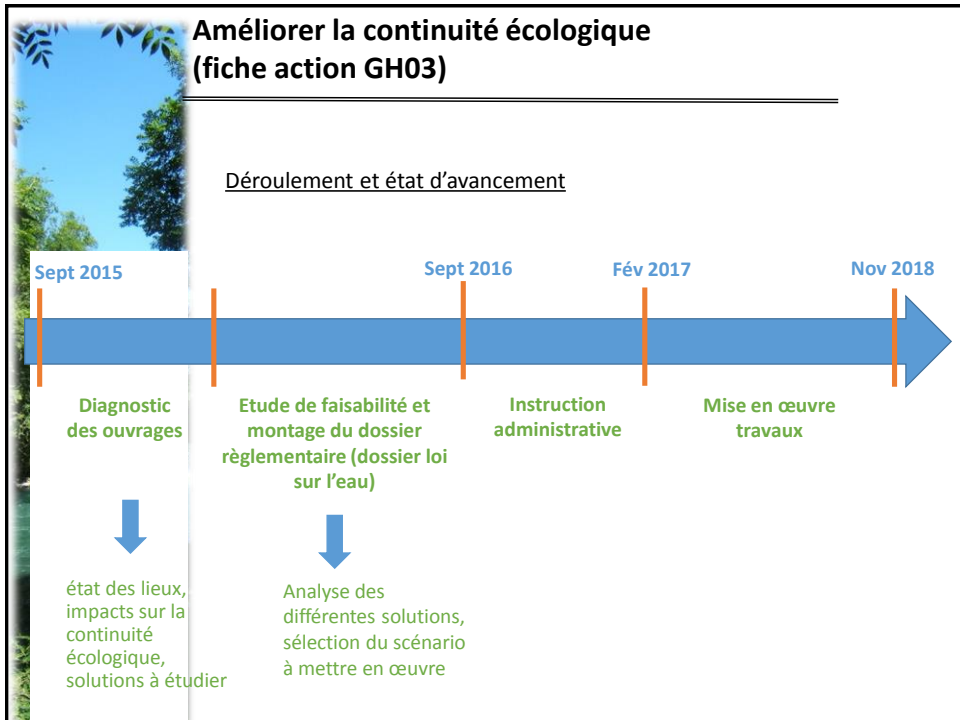 Améliorer la continuité écologique
(fiche action GH03)
Déroulement et état d’avancement
Sept 2015
Sept 2016
Fév 2017
Nov 2018
Diagnostic
des ouvrages
Etude de faisabilité et
montage du dossier
règlementaire (dossier loi
sur l’eau)
Instruction
administrative
Mise en œuvre
travaux
état des lieux,
impacts sur la
continuité
écologique,
solutions à étudier
Analyse des
différentes solutions,
sélection du scénario
à mettre en œuvre